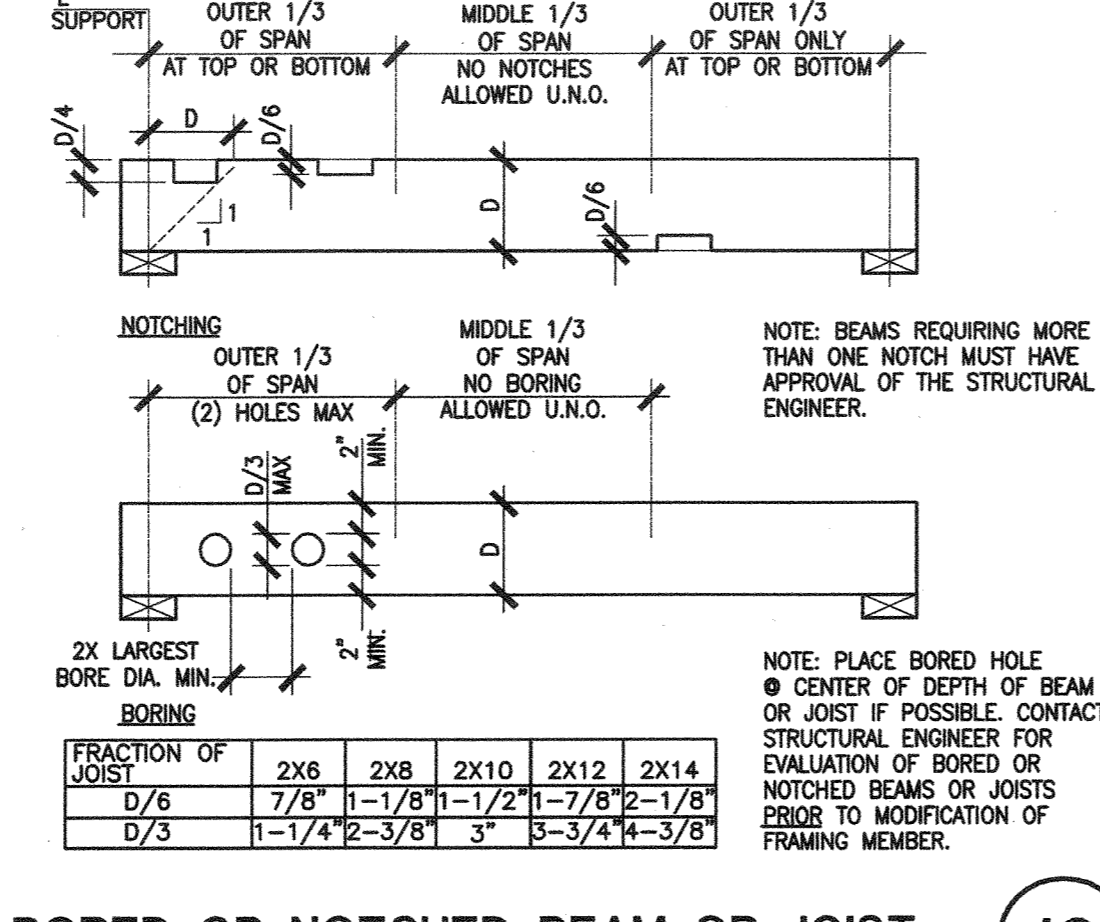 SUPPORT
OUTER 1/3
OF SPAN
AT TOP OR BOTTOM
MIDDLE 1/3
OF SPAN
NO NOTCHES
ALLOWED U.N.O.
OUTER 1/3
OF SPAN ONLY
AT TOP OR BOTTOM
D/4
D
D/6
1
1
D
D/6
NOTCHING
OUTER 1/3
OF SPAN
(2) HOLES MAX
MIDDLE 1/3
OF SPAN
NO BORING
ALLOWED U.N.O.
NOTE: BEAMS REQUIRING MORE
THAN ONE NOTCH MUST HAVE
APPROVAL OF THE STRUCTURAL
ENGINEER.
D/3
MAX
2"
MIN.
D
2"
MIN.
2X LARGEST
BORE DIA. MIN.
BORING
FRACTION OF
JOIST 2X6 2X8 2X10 2X12 2X14
D/6 7/8" 1-1/8" 1-1/2" 1-7/8" 2-1/8"
D/3 1-1/4" 2-3/8" 3" 3-3/4" 4-3/8"
NOTE: PLACE BORED HOLE
@ CENTER OF DEPTH OF BEAM
OR JOIST IF POSSIBLE. CONTACT
STRUCTURAL ENGINEER FOR
EVALUATION OF BORED OR
NOTCHED BEAMS OR JOISTS
PRIOR TO MODIFICATION OF
FRAMING MEMBER.
BORED OR NOTCHED BEAM OR JOIST